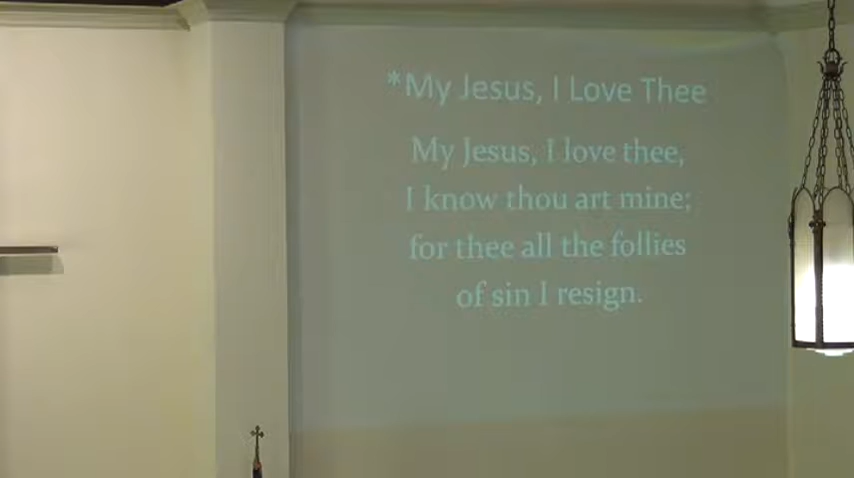 *My Jesus, I Love Thee
My Jesus, I love thee,
I know thou art mine;
for thee all the follies
of sin I resign.